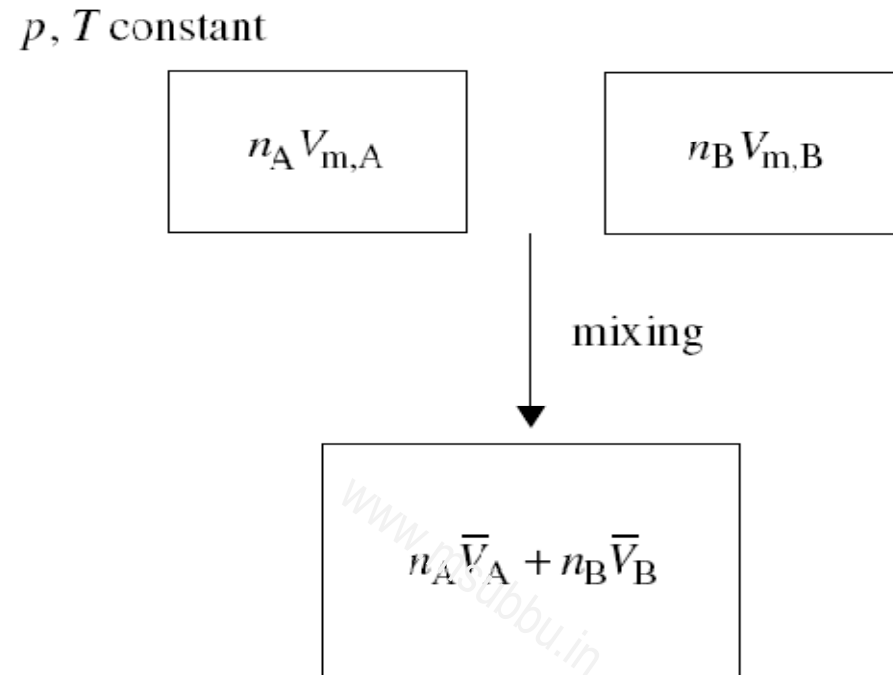 p, T constant
n_A V_m,A
n_B V_m,B
mixing
n_A V̅_A + n_B V̅_B
www.msubbu.in